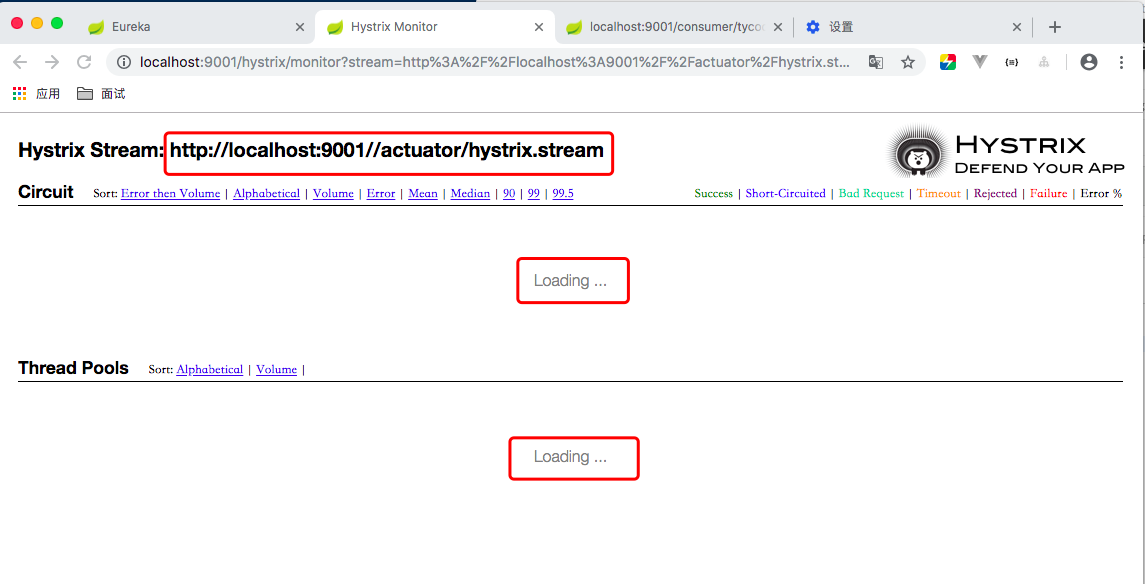 Eureka
Hystrix Monitor
localhost:9001/consumer/tyco
设置
localhost:9001/hystrix/monitor?stream=http%3A%2F%2Flocalhost%3A9001%2F%2Factuator%2Fhystrix.st...
应用
面试
Hystrix Stream: http://localhost:9001//actuator/hystrix.stream
HYSTRIX
DEFEND YOUR APP
Circuit Sort: Error then Volume | Alphabetical | Volume | Error | Mean | Median | 90 | 99 | 99.5
Success | Short-Circuited | Bad Request | Timeout | Rejected | Failure | Error %
Loading ...
Thread Pools Sort: Alphabetical | Volume |
Loading ...